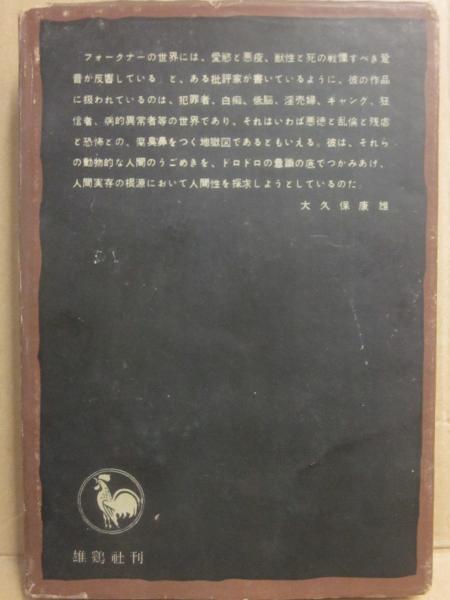 フォークナーの世界には、愛慾と悪疫、獣性と死の戦慄すべき跫
音が反響している」と、ある批評家が書いているように、彼の作品
に扱われているのは、犯罪者、白痴、低脳、淫売婦、ギャング、狂
信者、病的異常者等の世界であり、それはいわば悪徳と乱倫と残虐
と恐怖との、腐臭鼻をつく地獄図であるともいえる。彼は、それら
の動物的な人間のうごめきを、ドロドロの意識の底でつかみあげ、
人間実存の根源において人間性を探求しようとしているのだ。
大久保康雄
雄鶏社刊